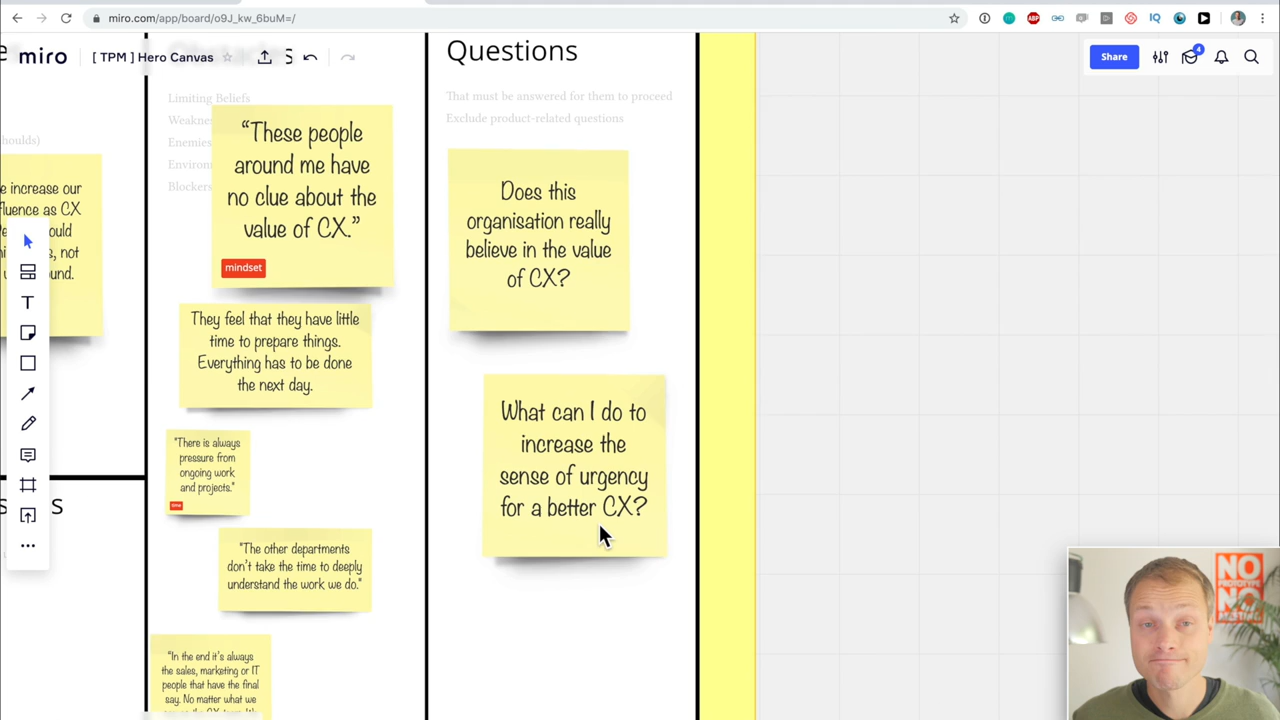 miro.com/app/board/o9J_kw_6buM=/
ABP
IQ
miro
[ TPM ] Hero Canvas
Share
4
houlds)
e increase our
fluence as CX
ould
, not
und.
s
Limiting Beliefs
Weakne
Enemies
Environ
Blockers
“These people
around me have
no clue about the
value of CX.”
mindset
They feel that they have little
time to prepare things.
Everything has to be done
the next day.
"There is always
pressure from
ongoing work
and projects."
time
"The other departments
don't take the time to deeply
understand the work we do."
"In the end it's always
the sales, marketing or IT
people that have the final
say. No matter what we
Questions
That must be answered for them to proceed
Exclude product-related questions
Does this
organisation really
believe in the value
of CX?
What can I do to
increase the
sense of urgency
for a better CX?
NO
PROTOTYPE
NO